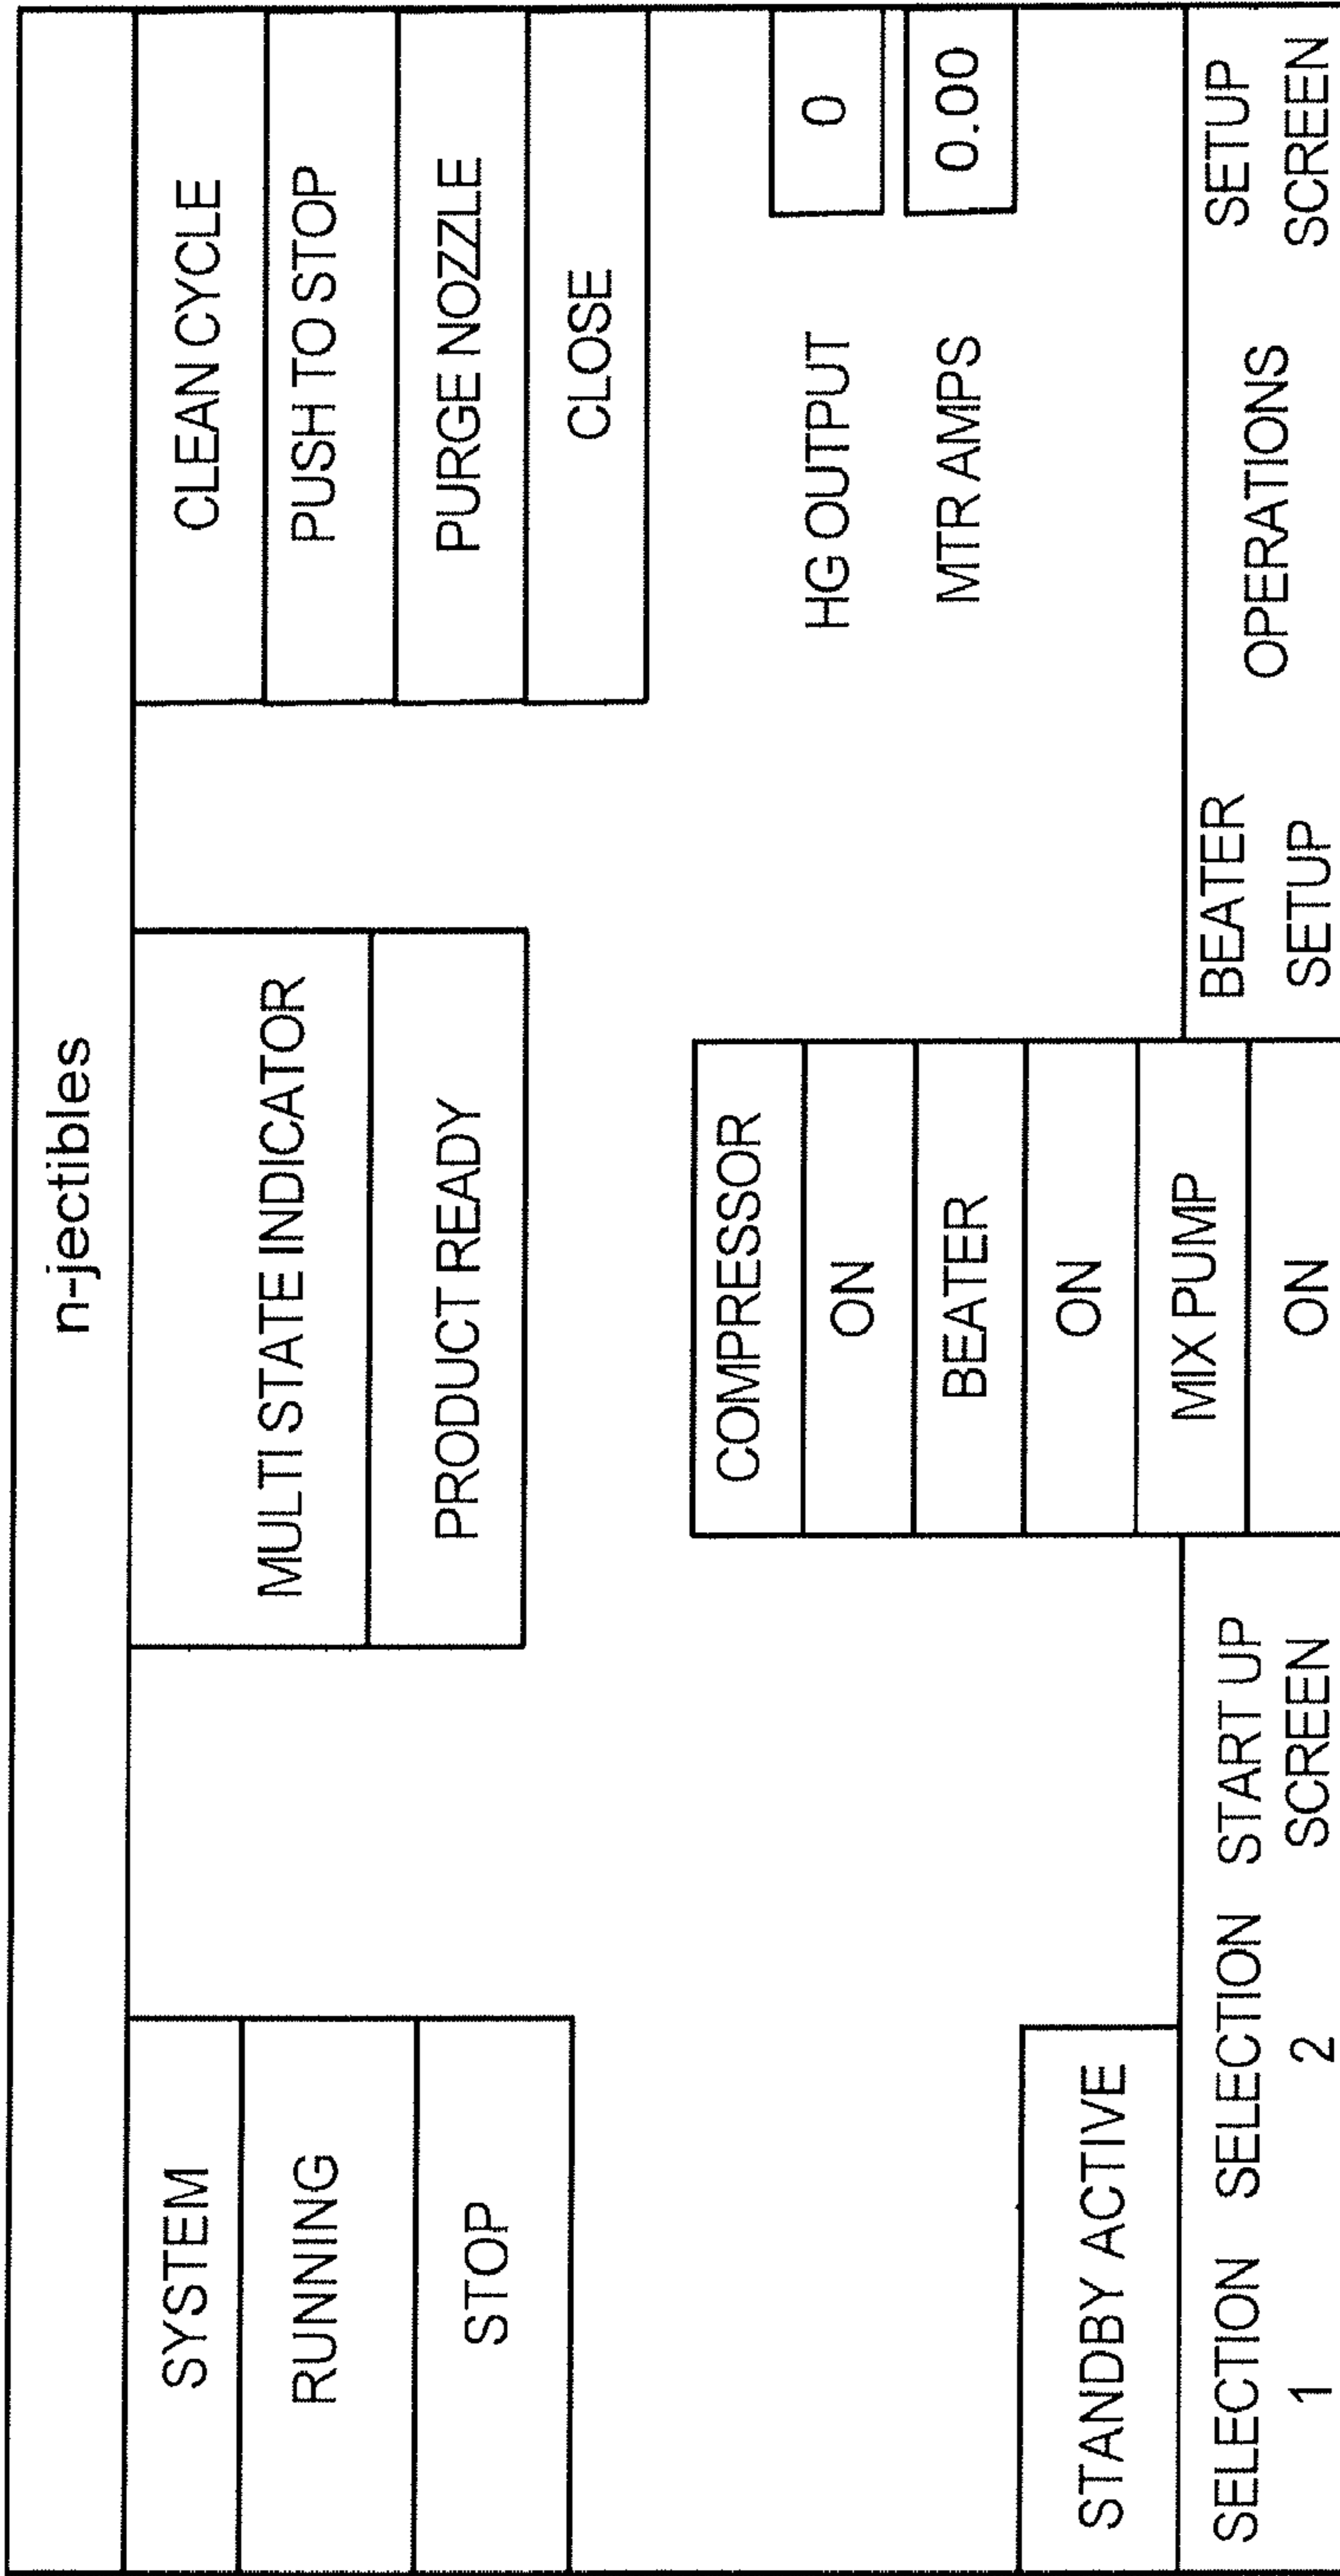 n-jectibles
SYSTEM
RUNNING
STOP
MULTI STATE INDICATOR
PRODUCT READY
CLEAN CYCLE
PUSH TO STOP
PURGE NOZZLE
CLOSE
COMPRESSOR
ON
BEATER
ON
MIX PUMP
ON
HG OUTPUT 0
MTR AMPS 0.00
STANDBY ACTIVE
SELECTION
1
SELECTION
2
START UP
SCREEN
BEATER
SETUP
OPERATIONS
SETUP
SCREEN